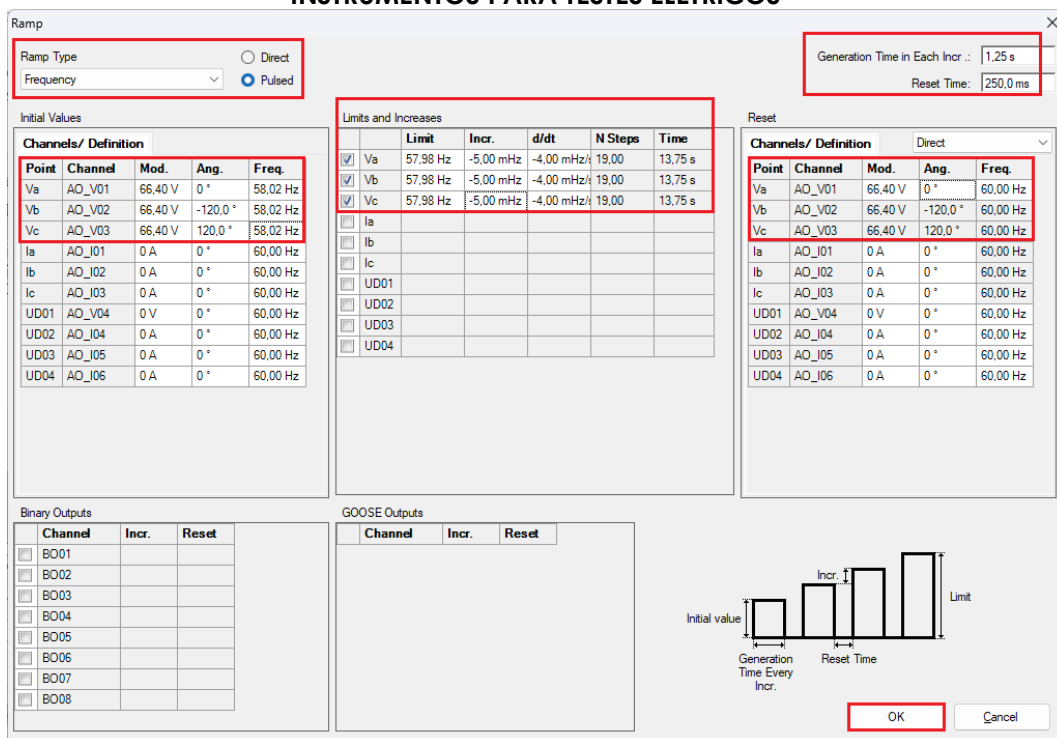 INSTRUMENTOS PARA TESTES ELÉTRICOS
Ramp
Ramp Type
Direct
Frequency
Pulsed
Generation Time in Each Incr .: 1,25 s
Reset Time: 250,0 ms
Initial Values
Channels/ Definition
Point Channel Mod. Ang. Freq.
Va AO_V01 66,40 V 0 ° 58,02 Hz
Vb AO_V02 66,40 V -120,0 ° 58,02 Hz
Vc AO_V03 66,40 V 120,0 ° 58,02 Hz
Ia AO_I01 0 A 0 ° 60,00 Hz
Ib AO_I02 0 A 0 ° 60,00 Hz
Ic AO_I03 0 A 0 ° 60,00 Hz
UD01 AO_V04 0 V 0 ° 60,00 Hz
UD02 AO_I04 0 A 0 ° 60,00 Hz
UD03 AO_I05 0 A 0 ° 60,00 Hz
UD04 AO_I06 0 A 0 ° 60,00 Hz
Limits and Increases
Limit Incr. d/dt N Steps Time
Va 57,98 Hz -5,00 mHz -4,00 mHz/s 19,00 13,75 s
Vb 57,98 Hz -5,00 mHz -4,00 mHz/s 19,00 13,75 s
Vc 57,98 Hz -5,00 mHz -4,00 mHz/s 19,00 13,75 s
Ia
Ib
Ic
UD01
UD02
UD03
UD04
Reset
Channels/ Definition Direct
Point Channel Mod. Ang. Freq.
Va AO_V01 66,40 V 0 ° 60,00 Hz
Vb AO_V02 66,40 V -120,0 ° 60,00 Hz
Vc AO_V03 66,40 V 120,0 ° 60,00 Hz
Ia AO_I01 0 A 0 ° 60,00 Hz
Ib AO_I02 0 A 0 ° 60,00 Hz
Ic AO_I03 0 A 0 ° 60,00 Hz
UD01 AO_V04 0 V 0 ° 60,00 Hz
UD02 AO_I04 0 A 0 ° 60,00 Hz
UD03 AO_I05 0 A 0 ° 60,00 Hz
UD04 AO_I06 0 A 0 ° 60,00 Hz
Binary Outputs
Channel Incr. Reset
BO01
BO02
BO03
BO04
BO05
BO06
BO07
BO08
GOOSE Outputs
Channel Incr. Reset
Incr.
Limit
Initial value
Generation
Time Every
Incr.
Reset Time
OK
Cancel